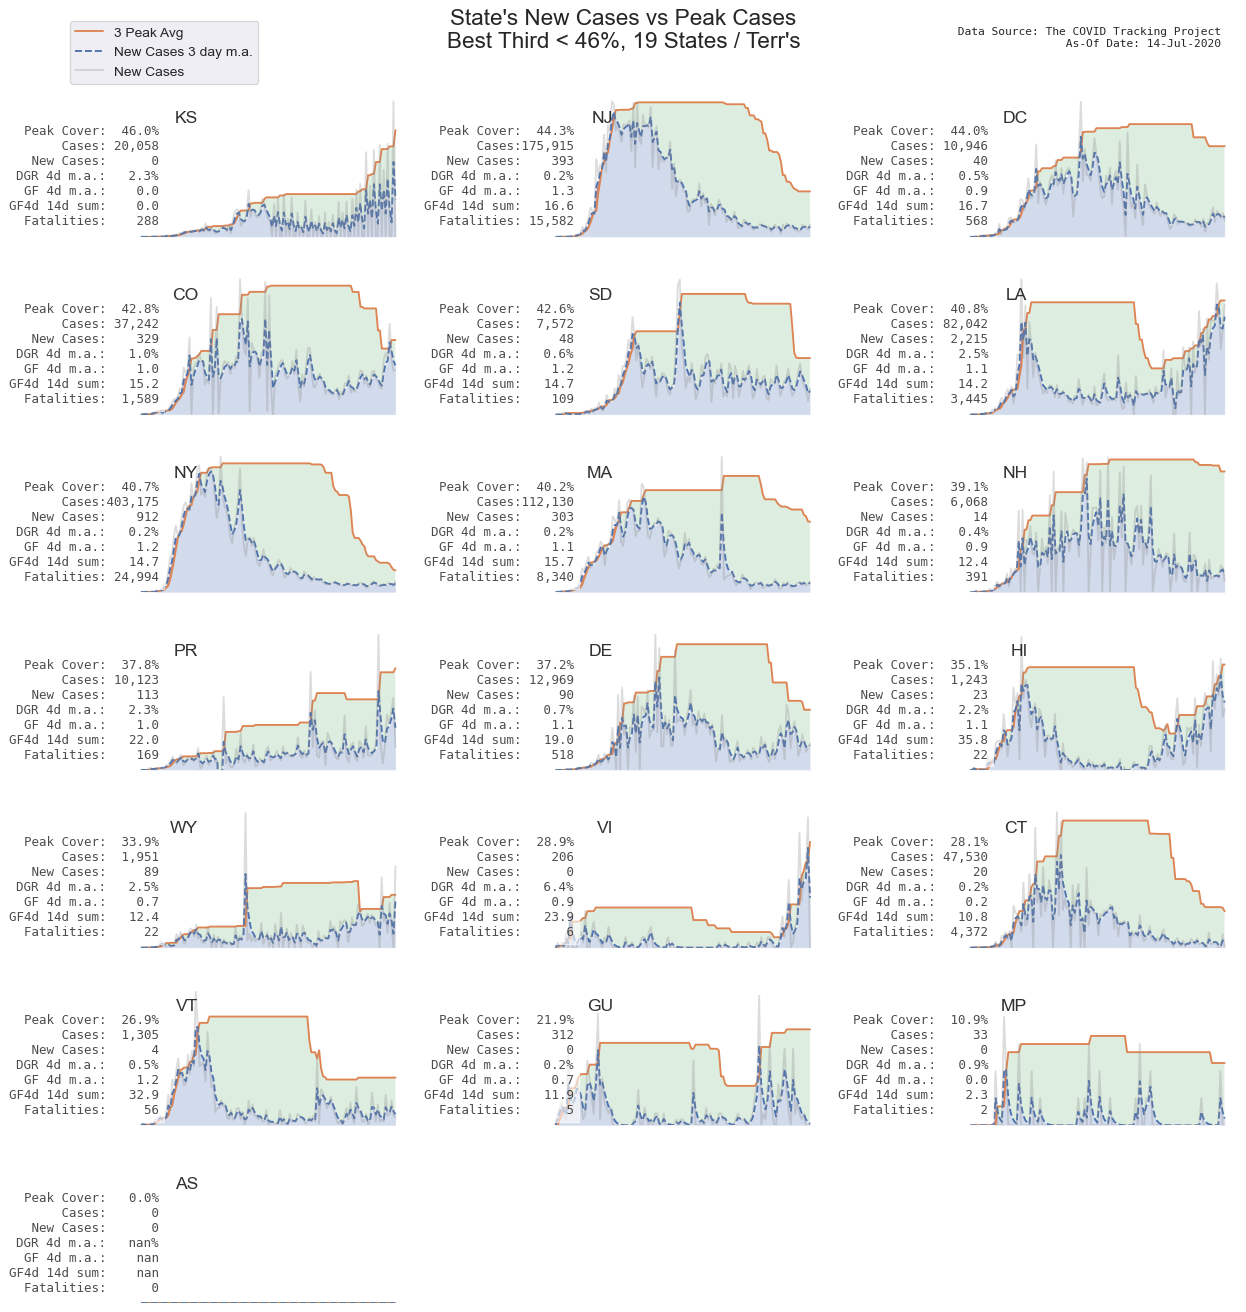 State's New Cases vs Peak Cases
Best Third < 46%, 19 States / Terr's
3 Peak Avg
New Cases 3 day m.a.
New Cases
Data Source: The COVID Tracking Project
As-Of Date: 14-Jul-2020
KS
Peak Cover: 46.0%
Cases: 20,058
New Cases: 0
DGR 4d m.a.: 2.3%
GF 4d m.a.: 0.0
GF4d 14d sum: 0.0
Fatalities: 288
NJ
Peak Cover: 44.3%
Cases:175,915
New Cases: 393
DGR 4d m.a.: 0.2%
GF 4d m.a.: 1.3
GF4d 14d sum: 16.6
Fatalities: 15,582
DC
Peak Cover: 44.0%
Cases: 10,946
New Cases: 40
DGR 4d m.a.: 0.5%
GF 4d m.a.: 0.9
GF4d 14d sum: 16.7
Fatalities: 568
CO
Peak Cover: 42.8%
Cases: 37,242
New Cases: 329
DGR 4d m.a.: 1.0%
GF 4d m.a.: 1.0
GF4d 14d sum: 15.2
Fatalities: 1,589
SD
Peak Cover: 42.6%
Cases: 7,572
New Cases: 48
DGR 4d m.a.: 0.6%
GF 4d m.a.: 1.2
GF4d 14d sum: 14.7
Fatalities: 109
LA
Peak Cover: 40.8%
Cases: 82,042
New Cases: 2,215
DGR 4d m.a.: 2.5%
GF 4d m.a.: 1.1
GF4d 14d sum: 14.2
Fatalities: 3,445
NY
Peak Cover: 40.7%
Cases:403,175
New Cases: 912
DGR 4d m.a.: 0.2%
GF 4d m.a.: 1.2
GF4d 14d sum: 14.7
Fatalities: 24,994
MA
Peak Cover: 40.2%
Cases:112,130
New Cases: 303
DGR 4d m.a.: 0.2%
GF 4d m.a.: 1.1
GF4d 14d sum: 15.7
Fatalities: 8,340
NH
Peak Cover: 39.1%
Cases: 6,068
New Cases: 14
DGR 4d m.a.: 0.4%
GF 4d m.a.: 0.9
GF4d 14d sum: 12.4
Fatalities: 391
PR
Peak Cover: 37.8%
Cases: 10,123
New Cases: 113
DGR 4d m.a.: 2.3%
GF 4d m.a.: 1.0
GF4d 14d sum: 22.0
Fatalities: 169
DE
Peak Cover: 37.2%
Cases: 12,969
New Cases: 90
DGR 4d m.a.: 0.7%
GF 4d m.a.: 1.1
GF4d 14d sum: 19.0
Fatalities: 518
HI
Peak Cover: 35.1%
Cases: 1,243
New Cases: 23
DGR 4d m.a.: 2.2%
GF 4d m.a.: 1.1
GF4d 14d sum: 35.8
Fatalities: 22
WY
Peak Cover: 33.9%
Cases: 1,951
New Cases: 89
DGR 4d m.a.: 2.5%
GF 4d m.a.: 0.7
GF4d 14d sum: 12.4
Fatalities: 22
VI
Peak Cover: 28.9%
Cases: 206
New Cases: 0
DGR 4d m.a.: 6.4%
GF 4d m.a.: 0.9
GF4d 14d sum: 23.9
Fatalities: 6
CT
Peak Cover: 28.1%
Cases: 47,530
New Cases: 20
DGR 4d m.a.: 0.2%
GF 4d m.a.: 0.2
GF4d 14d sum: 10.8
Fatalities: 4,372
VT
Peak Cover: 26.9%
Cases: 1,305
New Cases: 4
DGR 4d m.a.: 0.5%
GF 4d m.a.: 1.2
GF4d 14d sum: 32.9
Fatalities: 56
GU
Peak Cover: 21.9%
Cases: 312
New Cases: 0
DGR 4d m.a.: 0.2%
GF 4d m.a.: 0.7
GF4d 14d sum: 11.9
Fatalities: 5
MP
Peak Cover: 10.9%
Cases: 33
New Cases: 0
DGR 4d m.a.: 0.9%
GF 4d m.a.: 0.0
GF4d 14d sum: 2.3
Fatalities: 2
AS
Peak Cover: 0.0%
Cases: 0
New Cases: 0
DGR 4d m.a.: nan%
GF 4d m.a.: nan
GF4d 14d sum: nan
Fatalities: 0